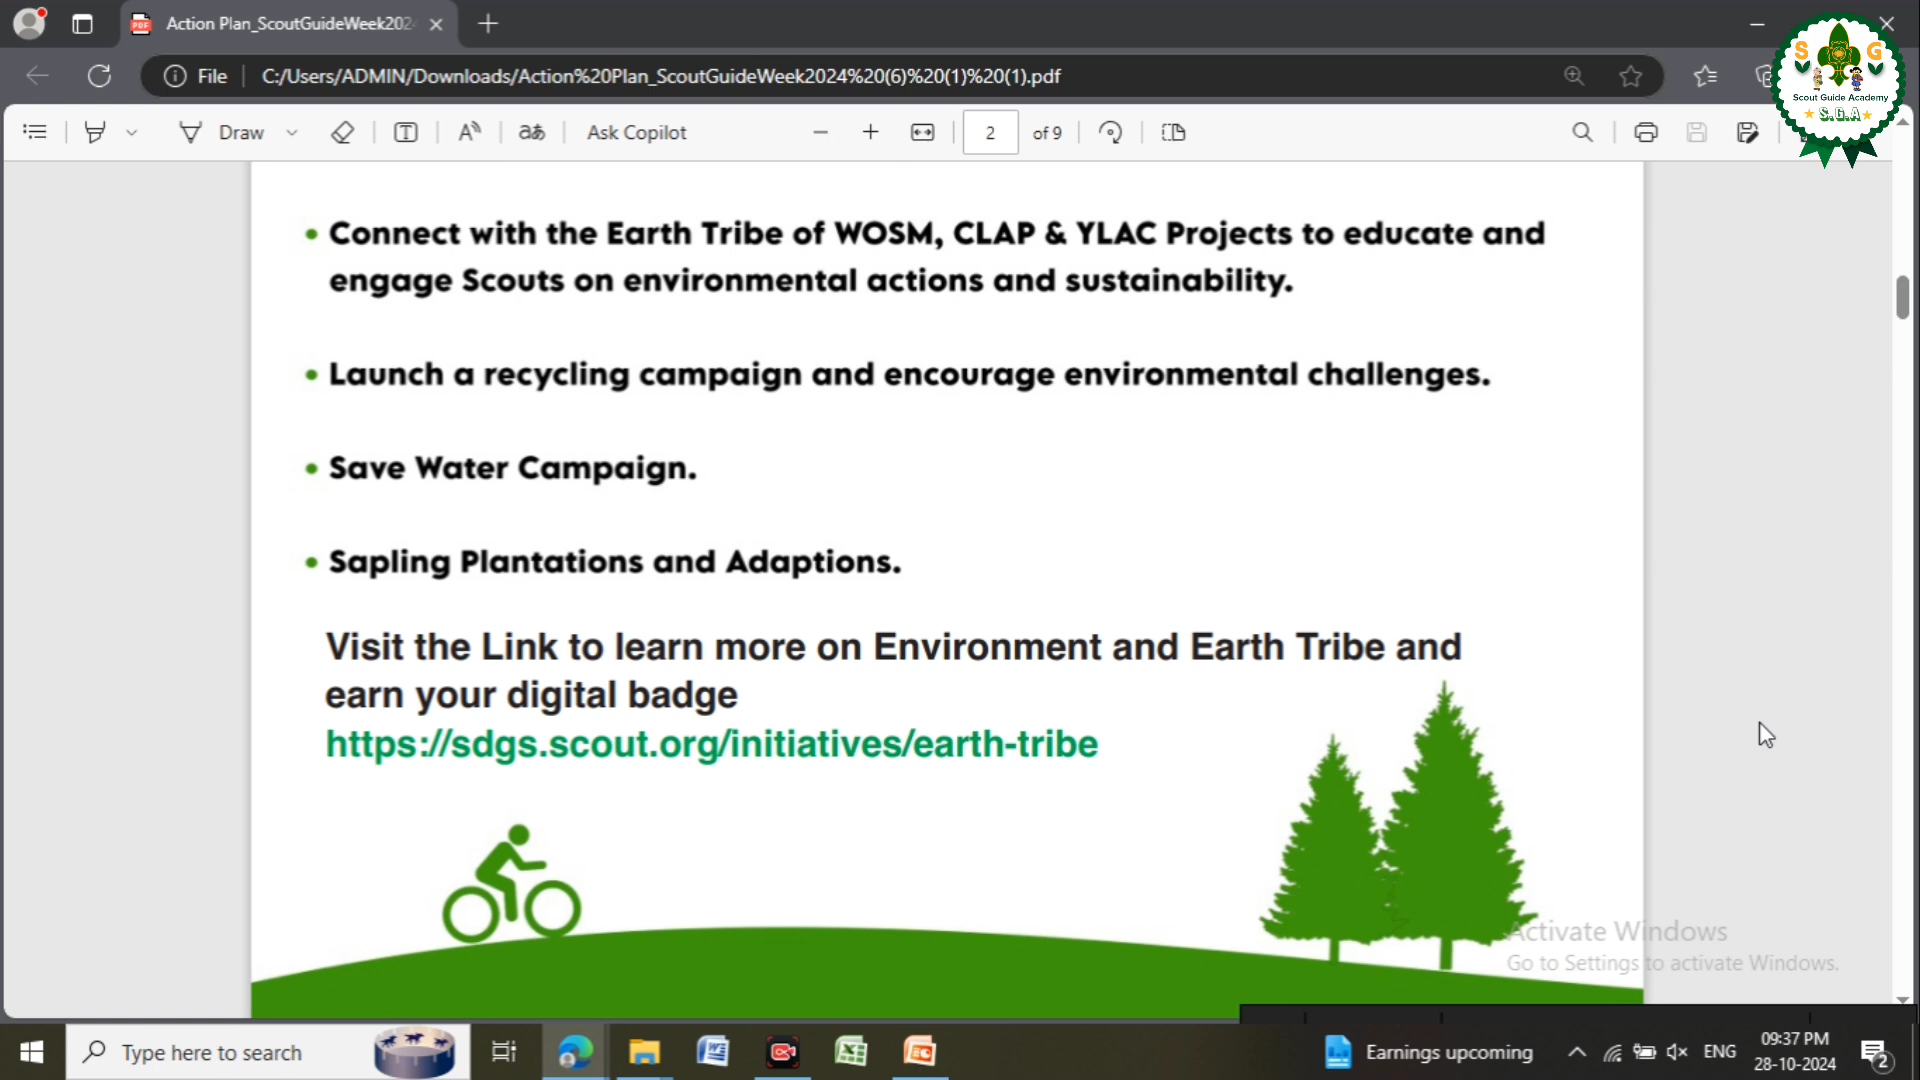 Action Plan_ScoutGuideWeek202
File
C:/Users/ADMIN/Downloads/Action%20Plan_ScoutGuideWeek2024%20(6)%20(1)%20(1).pdf
S G
Scout Guide Academy
S.G.A
Draw
Ask Copilot
2 of 9
• Connect with the Earth Tribe of WOSM, CLAP & YLAC Projects to educate and
engage Scouts on environmental actions and sustainability.
• Launch a recycling campaign and encourage environmental challenges.
• Save Water Campaign.
• Sapling Plantations and Adaptions.
Visit the Link to learn more on Environment and Earth Tribe and
earn your digital badge
https://sdgs.scout.org/initiatives/earth-tribe
Activate Windows
Go to Settings to activate Windows.
Type here to search
Earnings upcoming
ENG
09:37 PM
28-10-2024
2